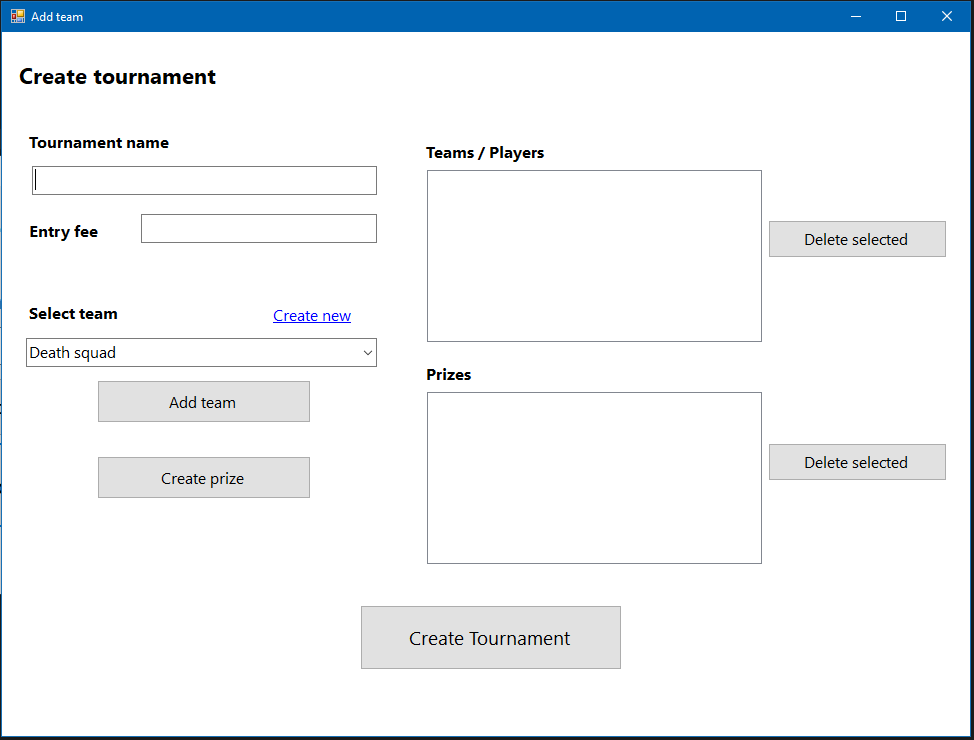 Add team
Create tournament
Tournament name
Entry fee
Select team
Create new
Death squad
Add team
Create prize
Teams / Players
Delete selected
Prizes
Delete selected
Create Tournament